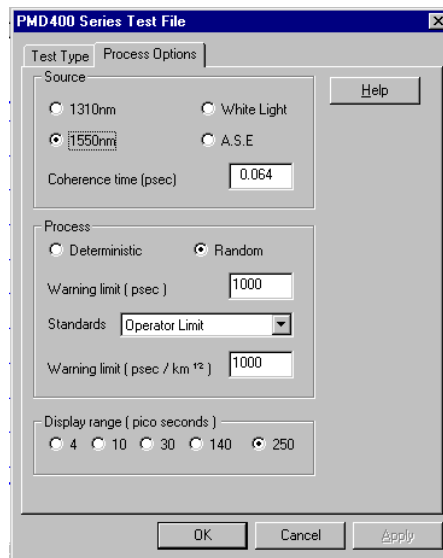 PMD400 Series Test File
Test Type Process Options
Source
1310nm White Light
1550nm A.S.E
Coherence time (psec) 0.064
Help
Process
Deterministic Random
Warning limit ( psec ) 1000
Standards Operator Limit
Warning limit ( psec / km ¹² ) 1000
Display range ( pico seconds )
4 10 30 140 250
OK Cancel Apply